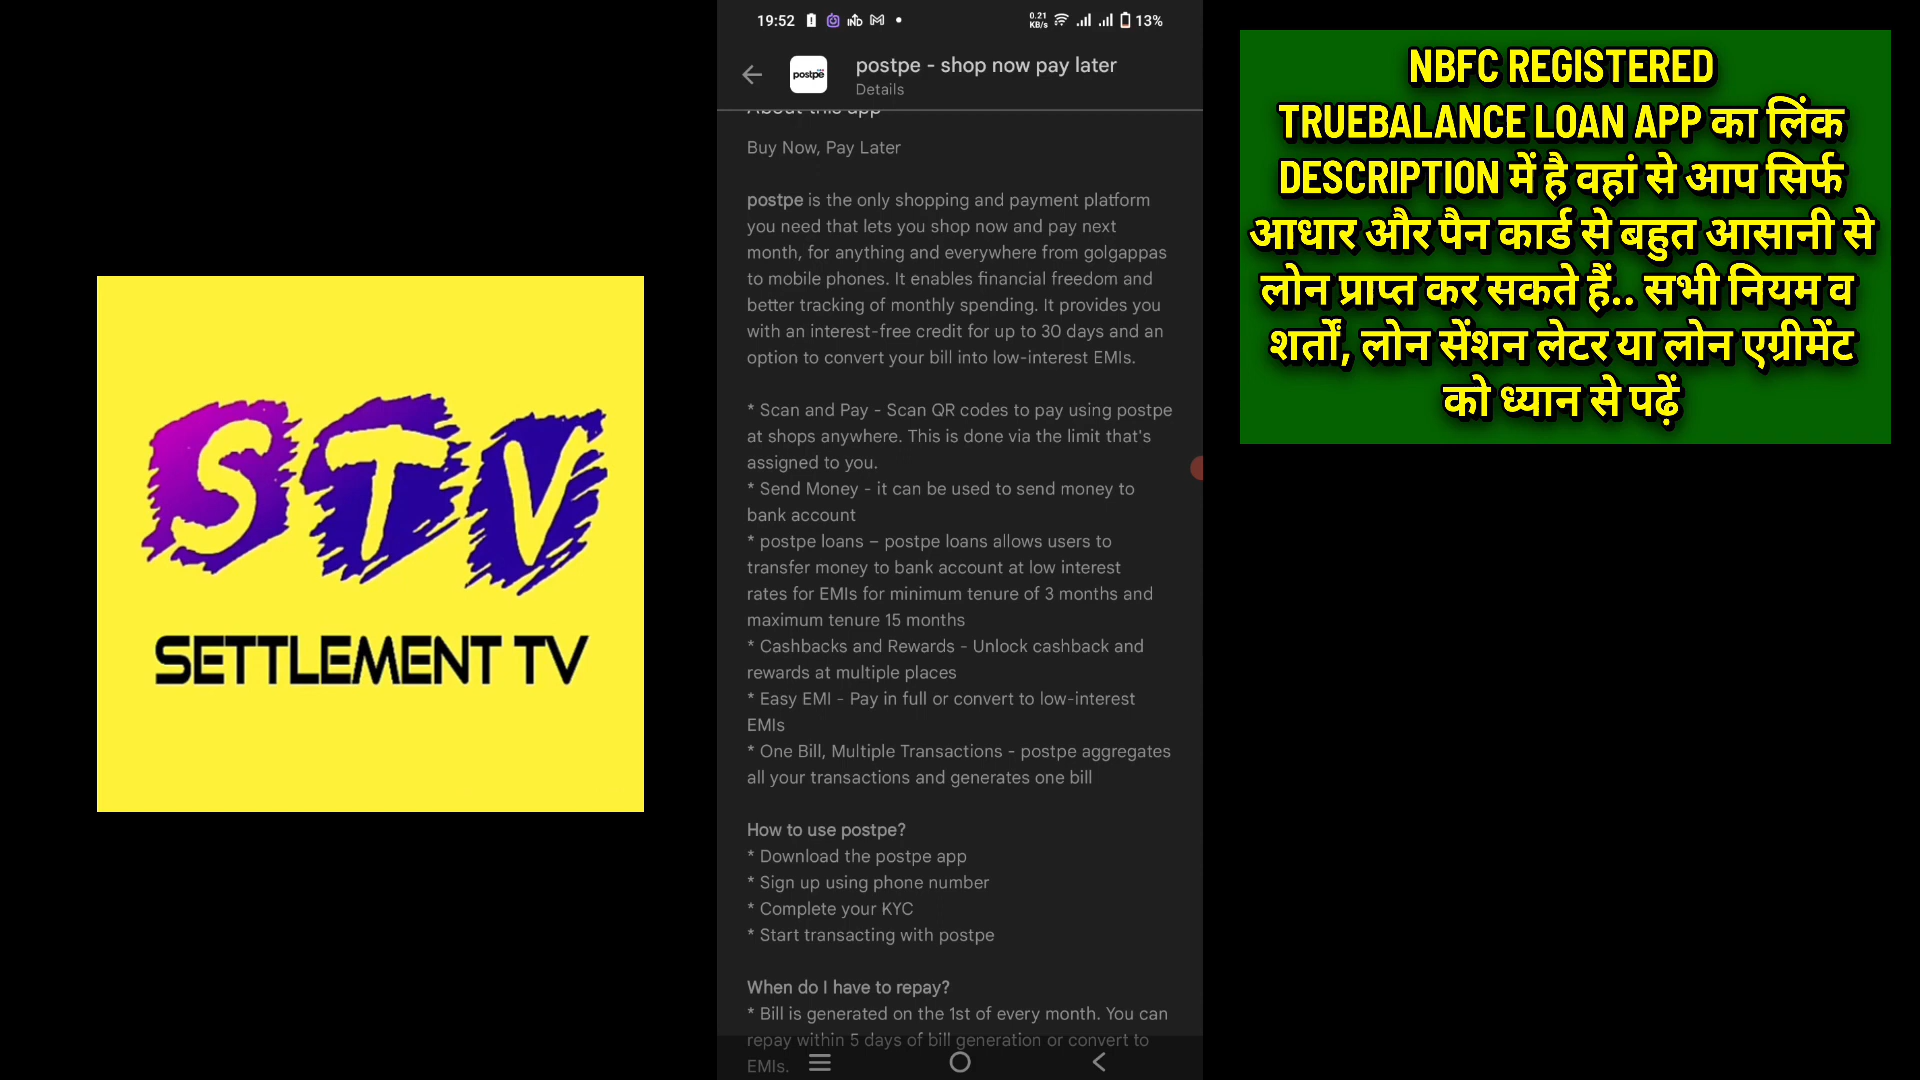 STV
SETTLEMENT TV
19:52
0.21
KB/s
13%
postpe
postpe - shop now pay later
Details
About this app
Buy Now, Pay Later
postpe is the only shopping and payment platform
you need that lets you shop now and pay next
month, for anything and everywhere from golgappas
to mobile phones. It enables financial freedom and
better tracking of monthly spending. It provides you
with an interest-free credit for up to 30 days and an
option to convert your bill into low-interest EMIs.
* Scan and Pay - Scan QR codes to pay using postpe
at shops anywhere. This is done via the limit that's
assigned to you.
* Send Money - it can be used to send money to
bank account
* postpe loans – postpe loans allows users to
transfer money to bank account at low interest
rates for EMIs for minimum tenure of 3 months and
maximum tenure 15 months
* Cashbacks and Rewards - Unlock cashback and
rewards at multiple places
* Easy EMI - Pay in full or convert to low-interest
EMIs
* One Bill, Multiple Transactions - postpe aggregates
all your transactions and generates one bill
How to use postpe?
* Download the postpe app
* Sign up using phone number
* Complete your KYC
* Start transacting with postpe
When do I have to repay?
* Bill is generated on the 1st of every month. You can
repay within 5 days of bill generation or convert to
EMIs.
NBFC REGISTERED
TRUEBALANCE LOAN APP का लिंक
DESCRIPTION में है वहां से आप सिर्फ
आधार और पैन कार्ड से बहुत आसानी से
लोन प्राप्त कर सकते हैं.. सभी नियम व
शर्तों, लोन सेंशन लेटर या लोन एग्रीमेंट
को ध्यान से पढ़ें